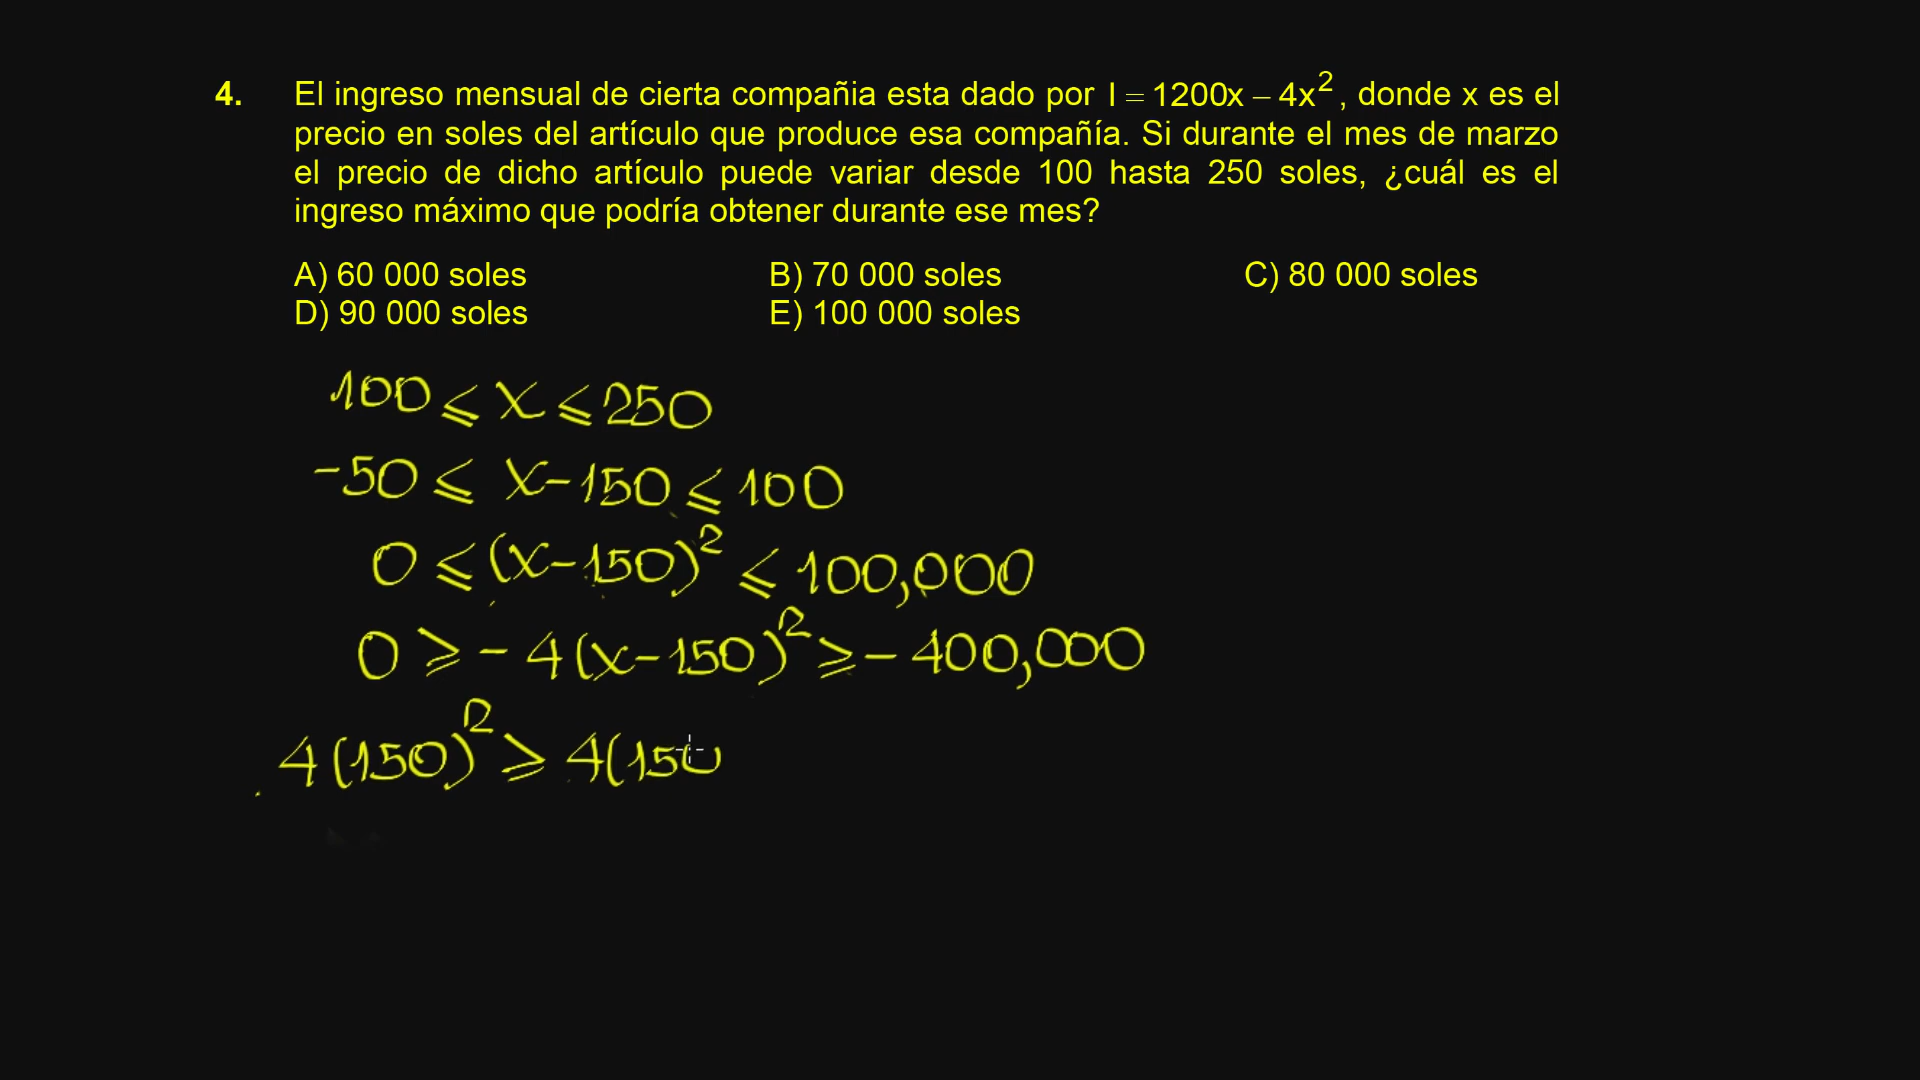 4. El ingreso mensual de cierta compañia esta dado por I = 1200x – 4x², donde x es el
precio en soles del artículo que produce esa compañía. Si durante el mes de marzo
el precio de dicho artículo puede variar desde 100 hasta 250 soles, ¿cuál es el
ingreso máximo que podría obtener durante ese mes?
A) 60 000 soles B) 70 000 soles C) 80 000 soles
D) 90 000 soles E) 100 000 soles
100 ⩽ x ⩽ 250
-50 ⩽ x-150 ⩽ 100
0 ⩽ (x-150)² ⩽ 100,000
0 ⩾ -4(x-150)² ⩾ -400,000
4(150)² ⩾ 4(150